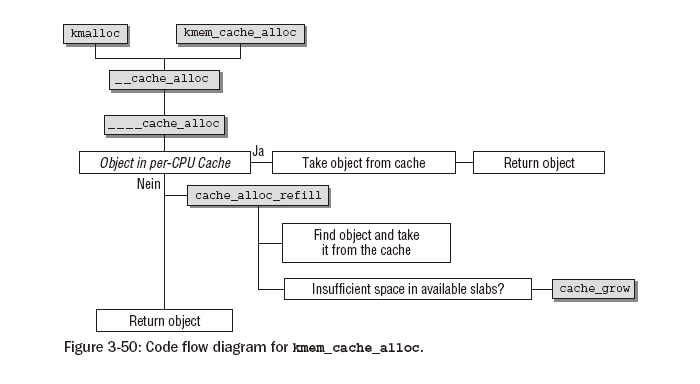 kmalloc
kmem_cache_alloc
__cache_alloc
____cache_alloc
Object in per-CPU Cache
Ja
Take object from cache
Return object
Nein
cache_alloc_refill
Find object and take
it from the cache
Insufficient space in available slabs?
cache_grow
Return object
Figure 3-50: Code flow diagram for kmem_cache_alloc.